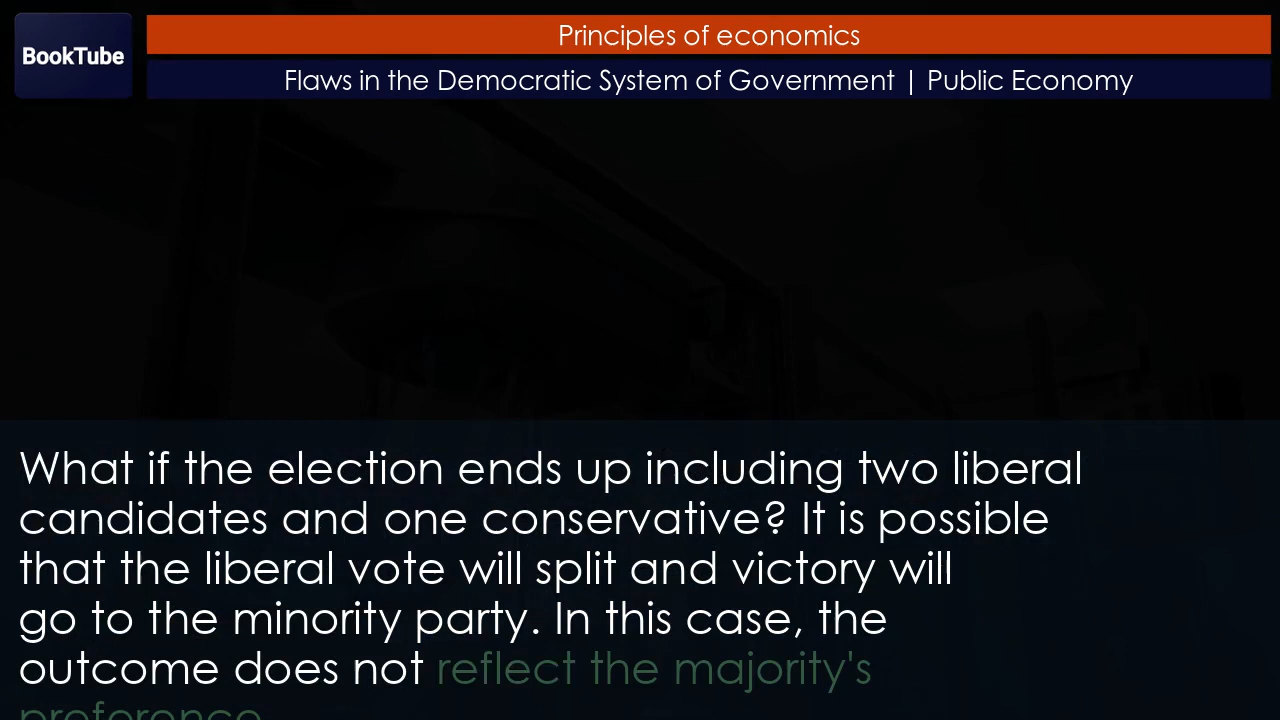 BookTube
Principles of economics
Flaws in the Democratic System of Government | Public Economy
What if the election ends up including two liberal
candidates and one conservative? It is possible
that the liberal vote will split and victory will
go to the minority party. In this case, the
outcome does not reflect the majority's
preference.